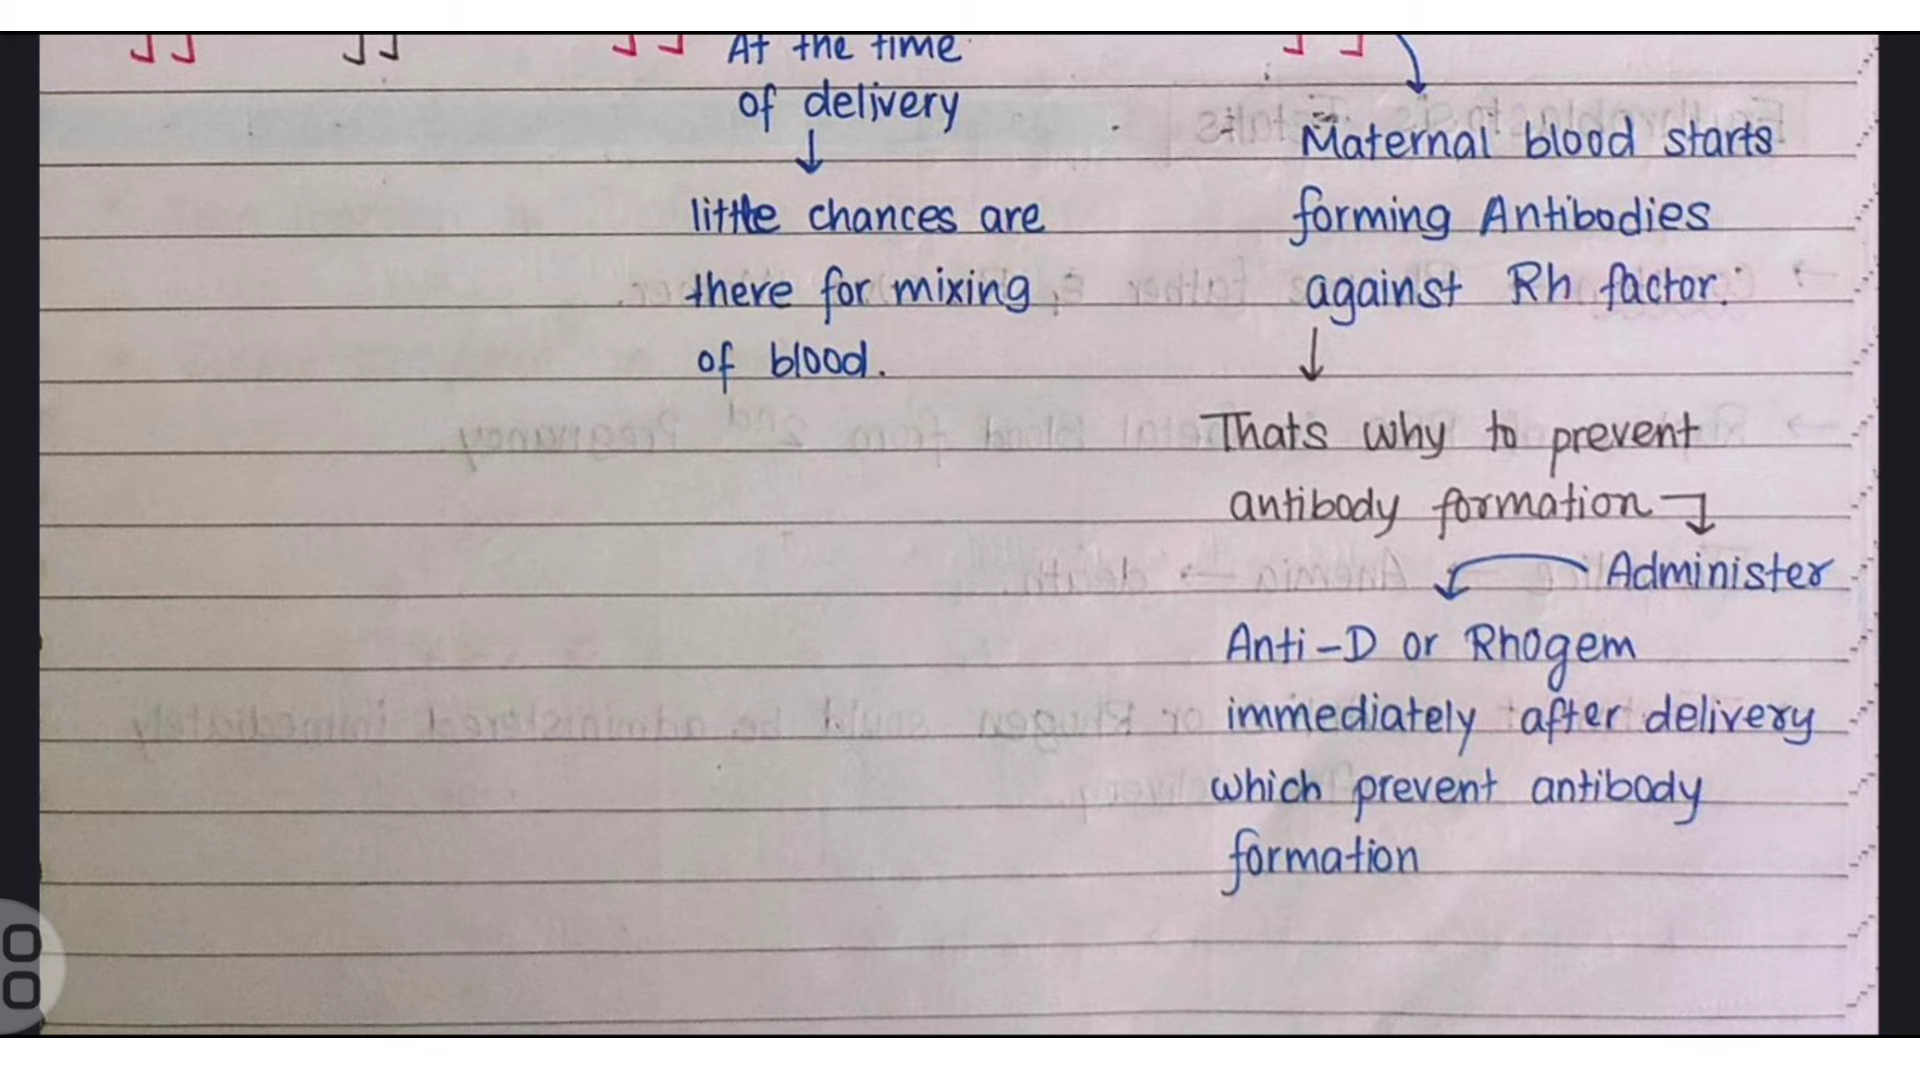 At the time
of delivery
little chances are
there for mixing
of blood.
Maternal blood starts
forming Antibodies
against Rh factor.
Thats why to prevent
antibody formation
Administer
Anti-D or Rhogem
immediately after delivery
which prevent antibody
formation